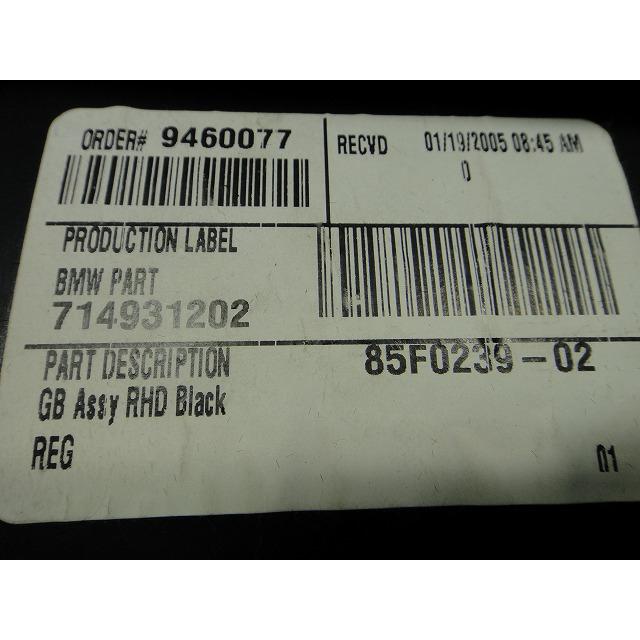 ORDER# 9460077
RECVD 01/19/2005 08:45 AM
0
PRODUCTION LABEL
BMW PART
714931202
PART DESCRIPTION
85F0239-02
GB Assy RHD Black
REG
01